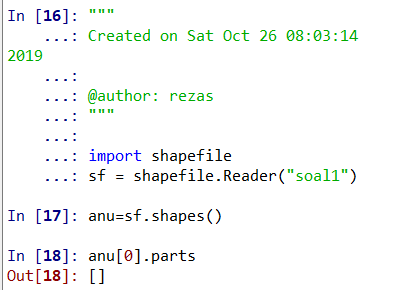 In [16]: """
    ...: Created on Sat Oct 26 08:03:14
2019
    ...:
    ...: @author: rezas
    ...: """
    ...:
    ...: import shapefile
    ...: sf = shapefile.Reader("soal1")
In [17]: anu=sf.shapes()
In [18]: anu[0].parts
Out[18]: []